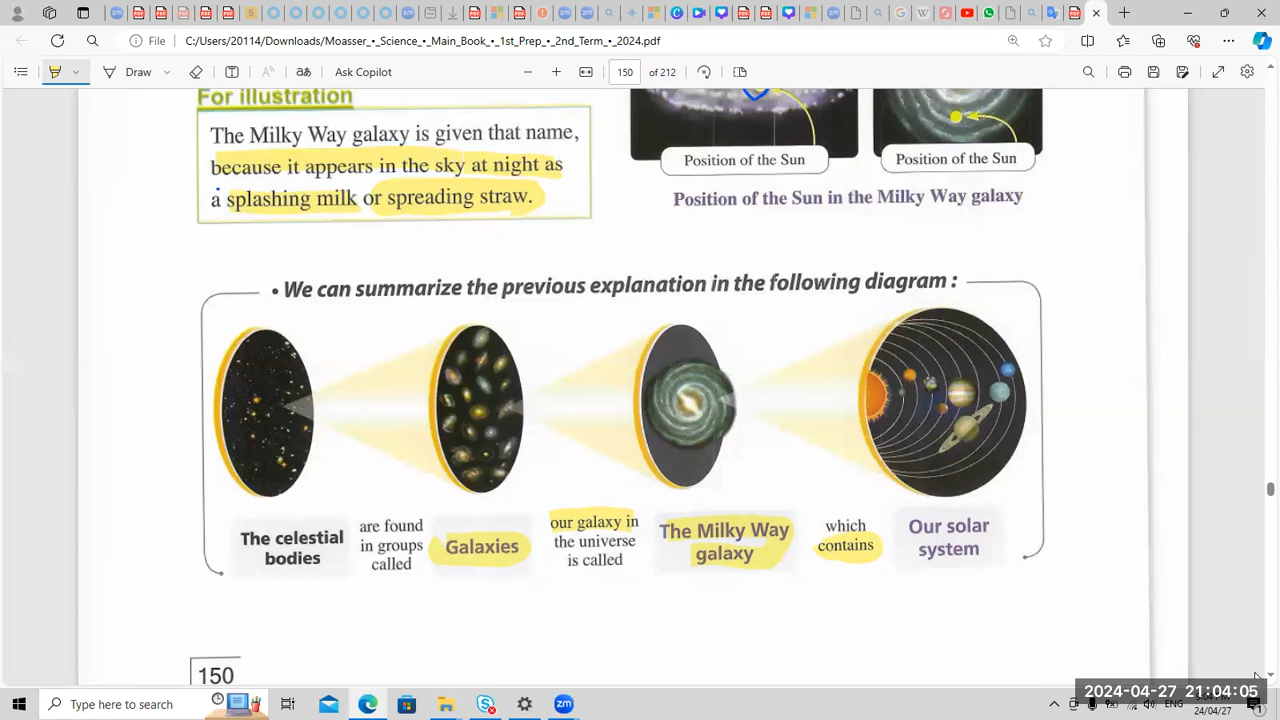 File
C:/Users/20114/Downloads/Moasser_•_Science_•_Main_Book_•_1st_Prep_•_2nd_Term_•_2024.pdf
Draw
Ask Copilot
150 of 212
For illustration
The Milky Way galaxy is given that name,
because it appears in the sky at night as
a splashing milk or spreading straw.
Position of the Sun
Position of the Sun
Position of the Sun in the Milky Way galaxy
• We can summarize the previous explanation in the following diagram :
The celestial
bodies
are found
in groups
called
Galaxies
our galaxy in
the universe
is called
The Milky Way
galaxy
which
contains
Our solar
system
150
Type here to search
2024-04-27 21:04:05
ENG
24/04/27